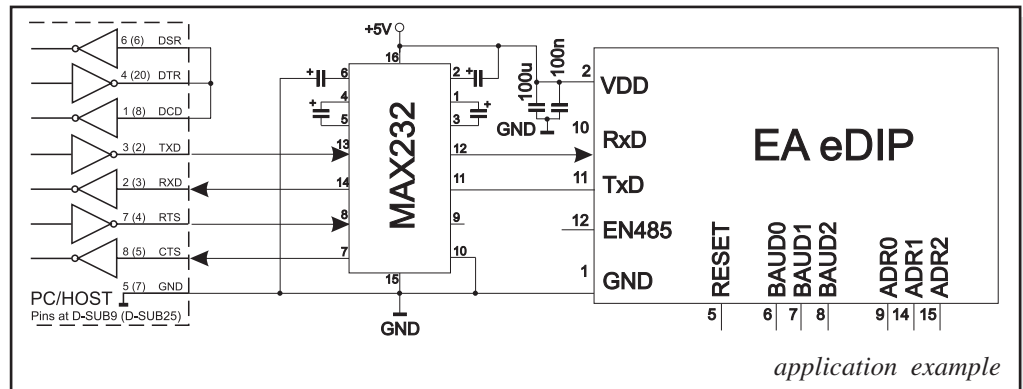 6 (6) DSR
4 (20) DTR
1 (8) DCD
3 (2) TXD
2 (3) RXD
7 (4) RTS
8 (5) CTS
5 (7) GND
PC/HOST
Pins at D-SUB9 (D-SUB25)
+5V
16
+ 6
2 +
4
1
+
+
5
3
13
12
14
11
8
9
7
10
15
MAX232
GND
100u
100n
GND
2 VDD
10 RxD
11 TxD
12 EN485
1 GND
EA eDIP
RESET
BAUD0
BAUD1
BAUD2
ADR0
ADR1
ADR2
5 6 7 8 9 14 15
application example